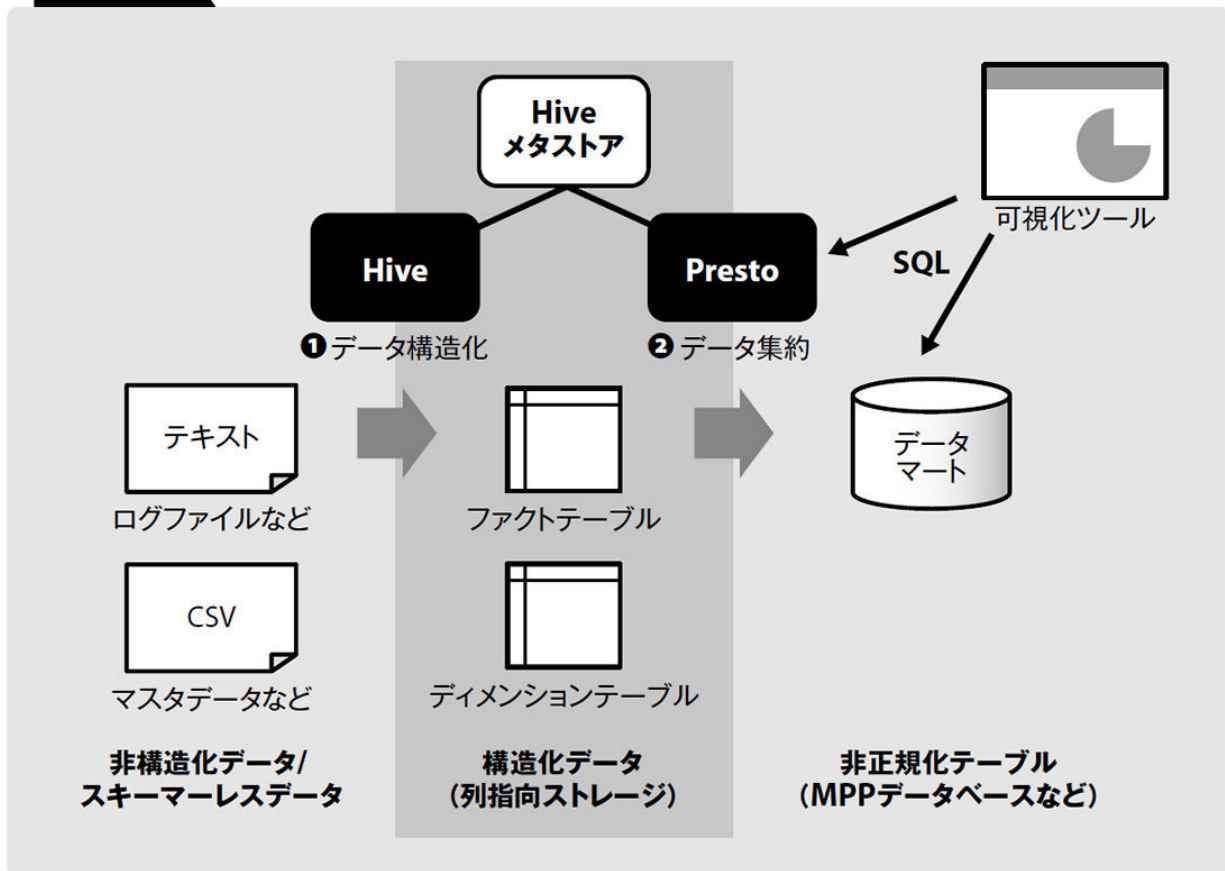 Hive
メタストア
Hive
Presto
可視化ツール
SQL
❶データ構造化
❷データ集約
テキスト
ログファイルなど
ファクトテーブル
データ
マート
CSV
マスタデータなど
ディメンションテーブル
非構造化データ/
スキーマーレスデータ
構造化データ
(列指向ストレージ)
非正規化テーブル
(MPPデータベースなど)